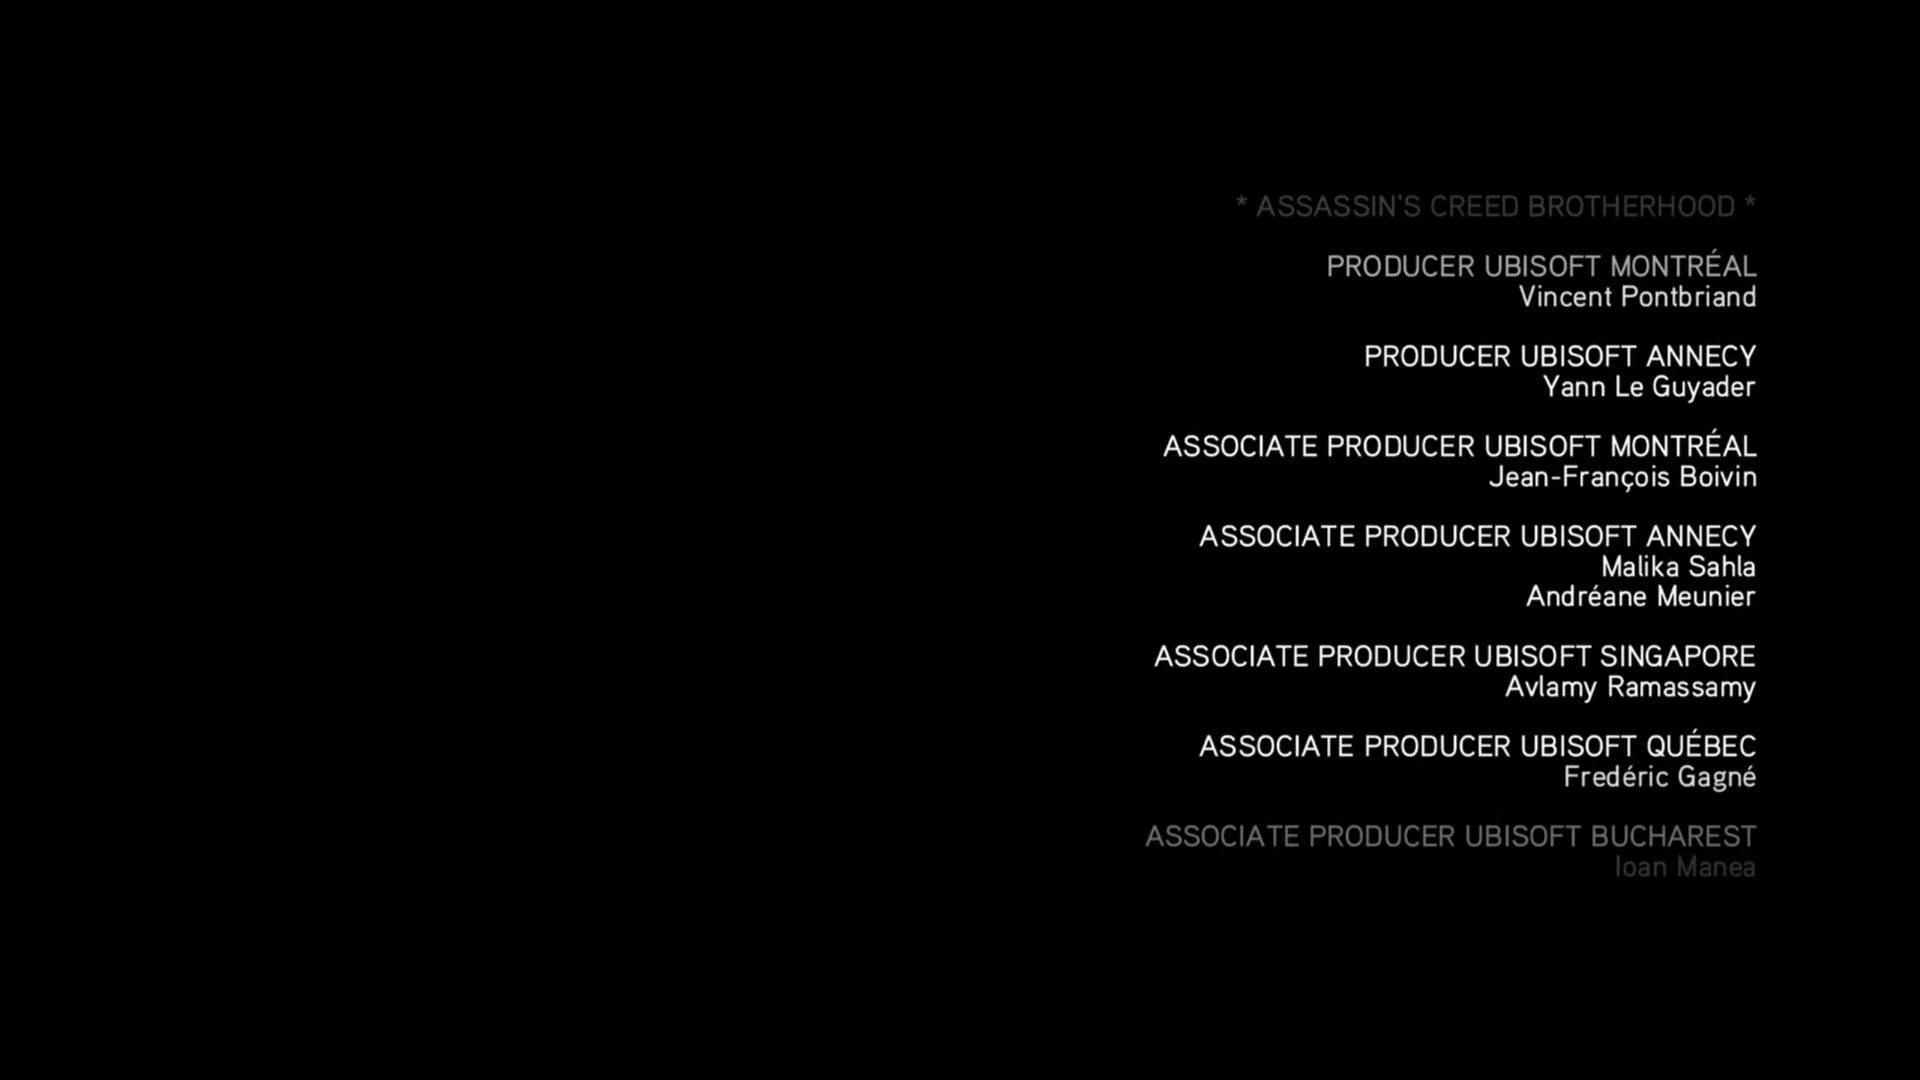 * ASSASSIN'S CREED BROTHERHOOD *
PRODUCER UBISOFT MONTRÉAL
Vincent Pontbriand
PRODUCER UBISOFT ANNECY
Yann Le Guyader
ASSOCIATE PRODUCER UBISOFT MONTRÉAL
Jean-François Boivin
ASSOCIATE PRODUCER UBISOFT ANNECY
Malika Sahla
Andréane Meunier
ASSOCIATE PRODUCER UBISOFT SINGAPORE
Avlamy Ramassamy
ASSOCIATE PRODUCER UBISOFT QUÉBEC
Fredéric Gagné
ASSOCIATE PRODUCER UBISOFT BUCHAREST
Ioan Manea